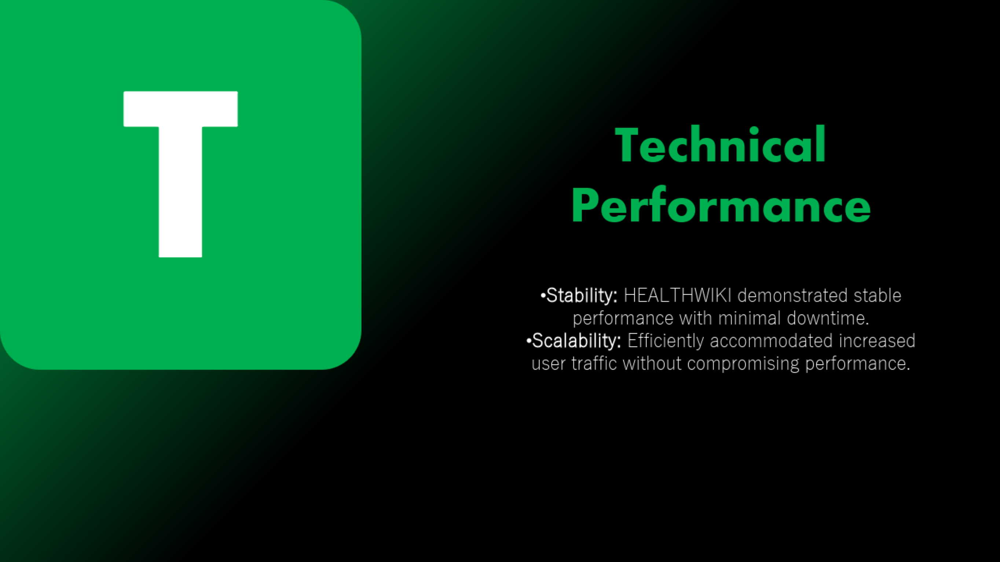 T
Technical
Performance
•Stability: HEALTHWIKI demonstrated stable
performance with minimal downtime.
•Scalability: Efficiently accommodated increased
user traffic without compromising performance.